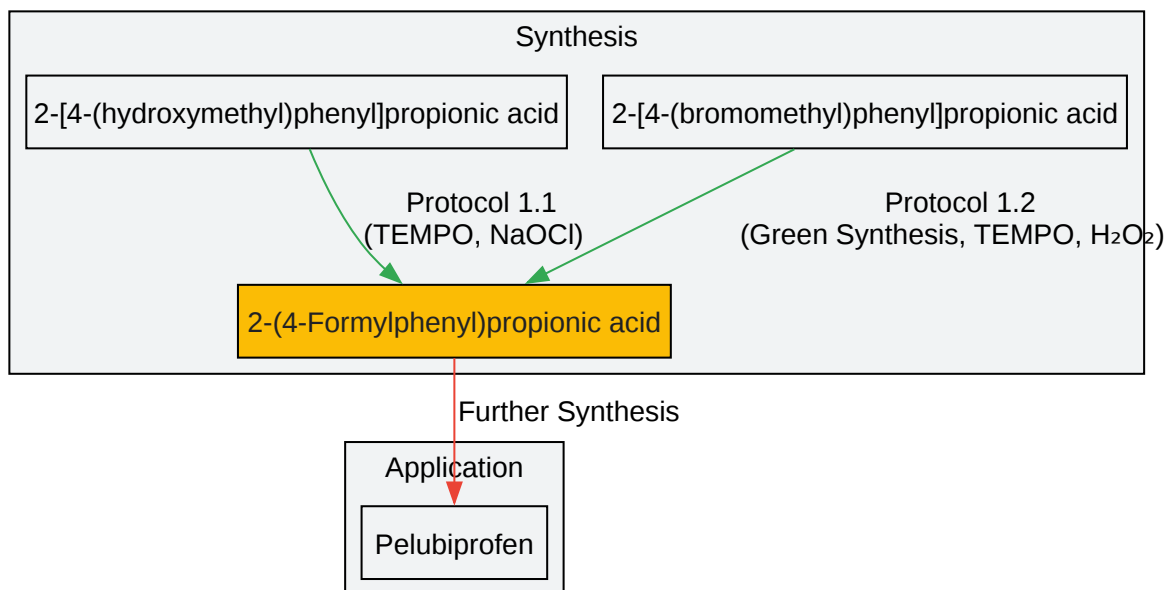 Synthesis
2-[4-(hydroxymethyl)phenyl]propionic acid
2-[4-(bromomethyl)phenyl]propionic acid
Protocol 1.1
(TEMPO, NaOCl)
Protocol 1.2
(Green Synthesis, TEMPO, H₂O₂)
2-(4-Formylphenyl)propionic acid
Further Synthesis
Application
Pelubiprofen